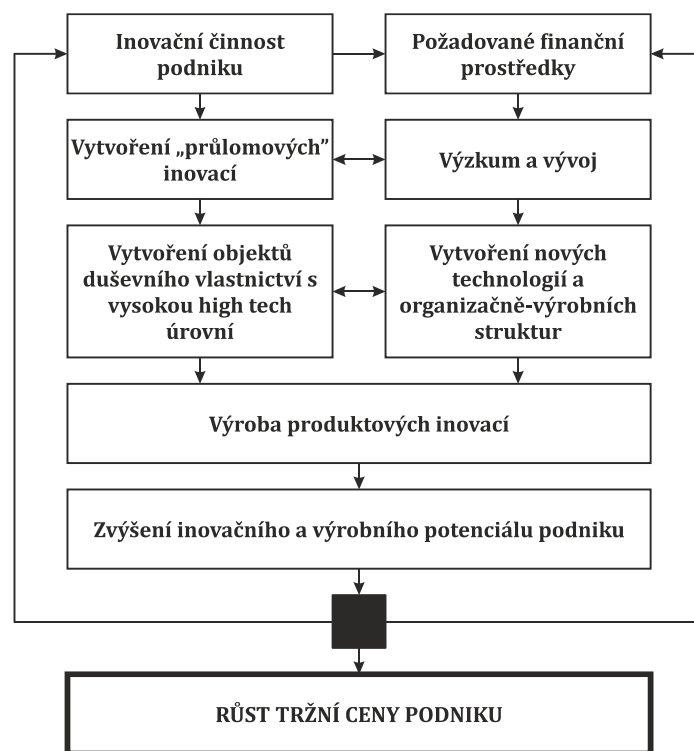 Inovační činnost
podniku
Požadované finanční
prostředky
Vytvoření „průlomových”
inovací
Výzkum a vývoj
Vytvoření objektů
duševního vlastnictví s
vysokou high tech
úrovní
Vytvoření nových
technologií a
organizačně-výrobních
struktur
Výroba produktových inovací
Zvýšení inovačního a výrobního potenciálu podniku
RŮST TRŽNÍ CENY PODNIKU